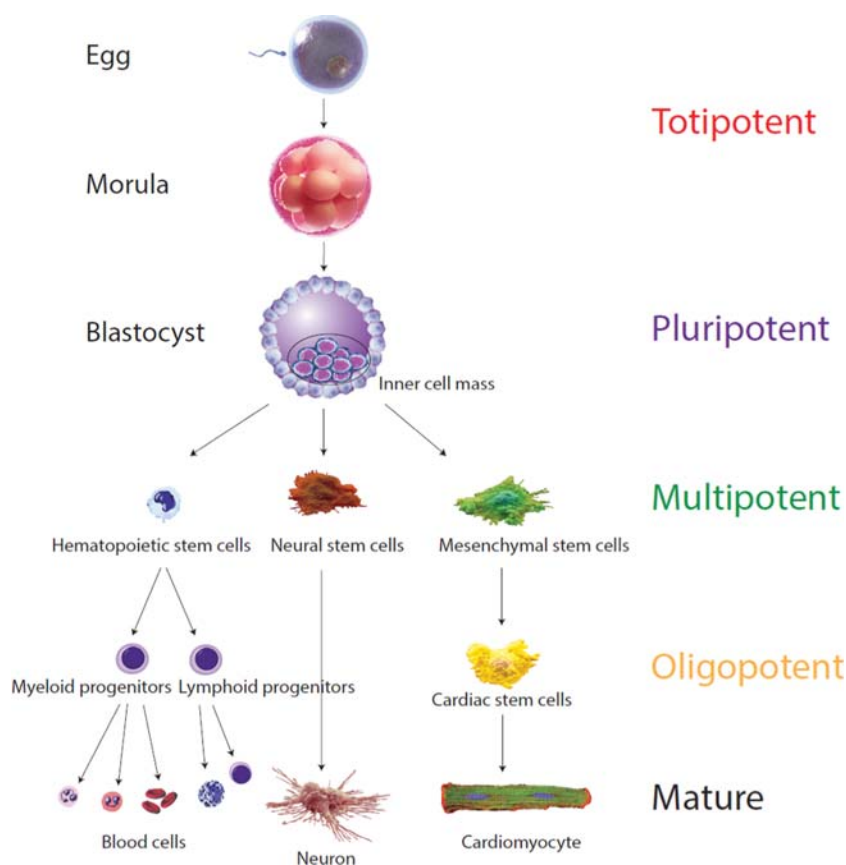 Egg
Totipotent
Morula
Blastocyst
Pluripotent
Inner cell mass
Multipotent
Hematopoietic stem cells
Neural stem cells
Mesenchymal stem cells
Oligopotent
Myeloid progenitors
Lymphoid progenitors
Cardiac stem cells
Mature
Blood cells
Neuron
Cardiomyocyte